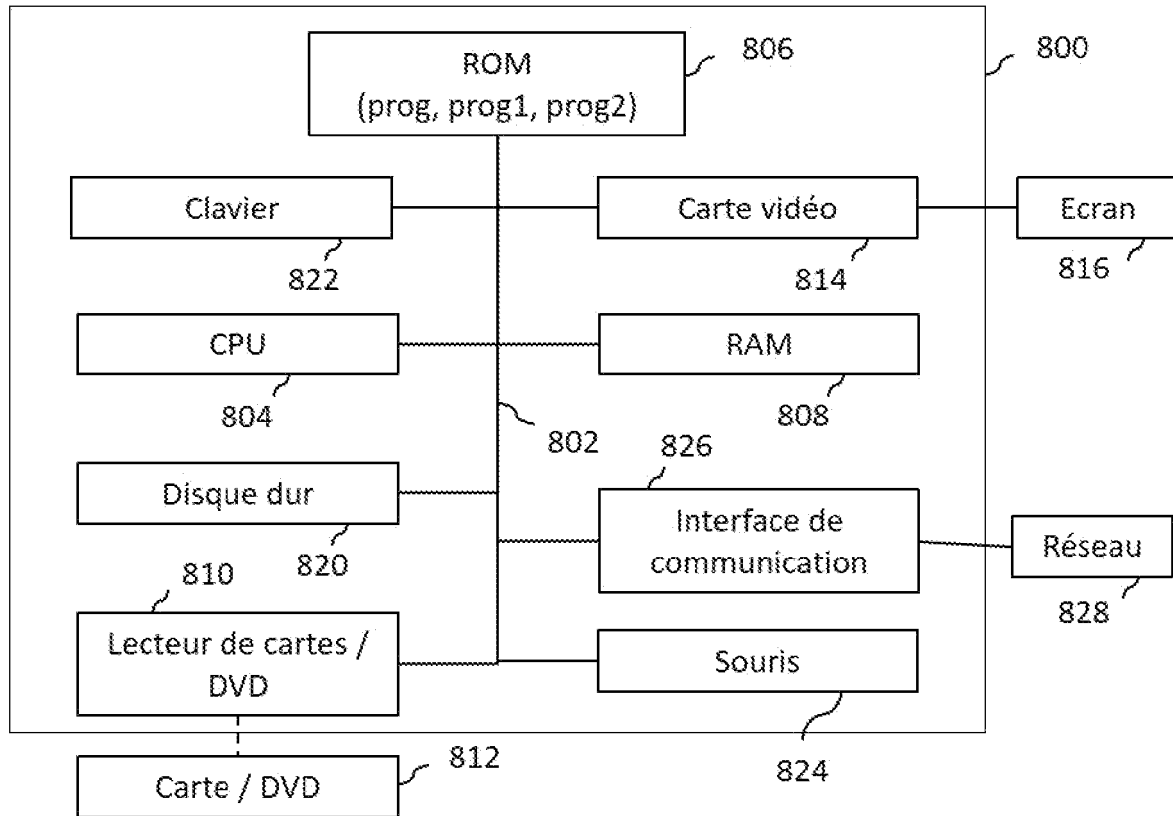 ROM
(prog, prog1, prog2)
806
800
Clavier
822
Carte vidéo
814
Ecran
816
CPU
804
RAM
808
802
Disque dur
820
826
Interface de
communication
Réseau
828
810
Lecteur de cartes /
DVD
Souris
824
Carte / DVD
812